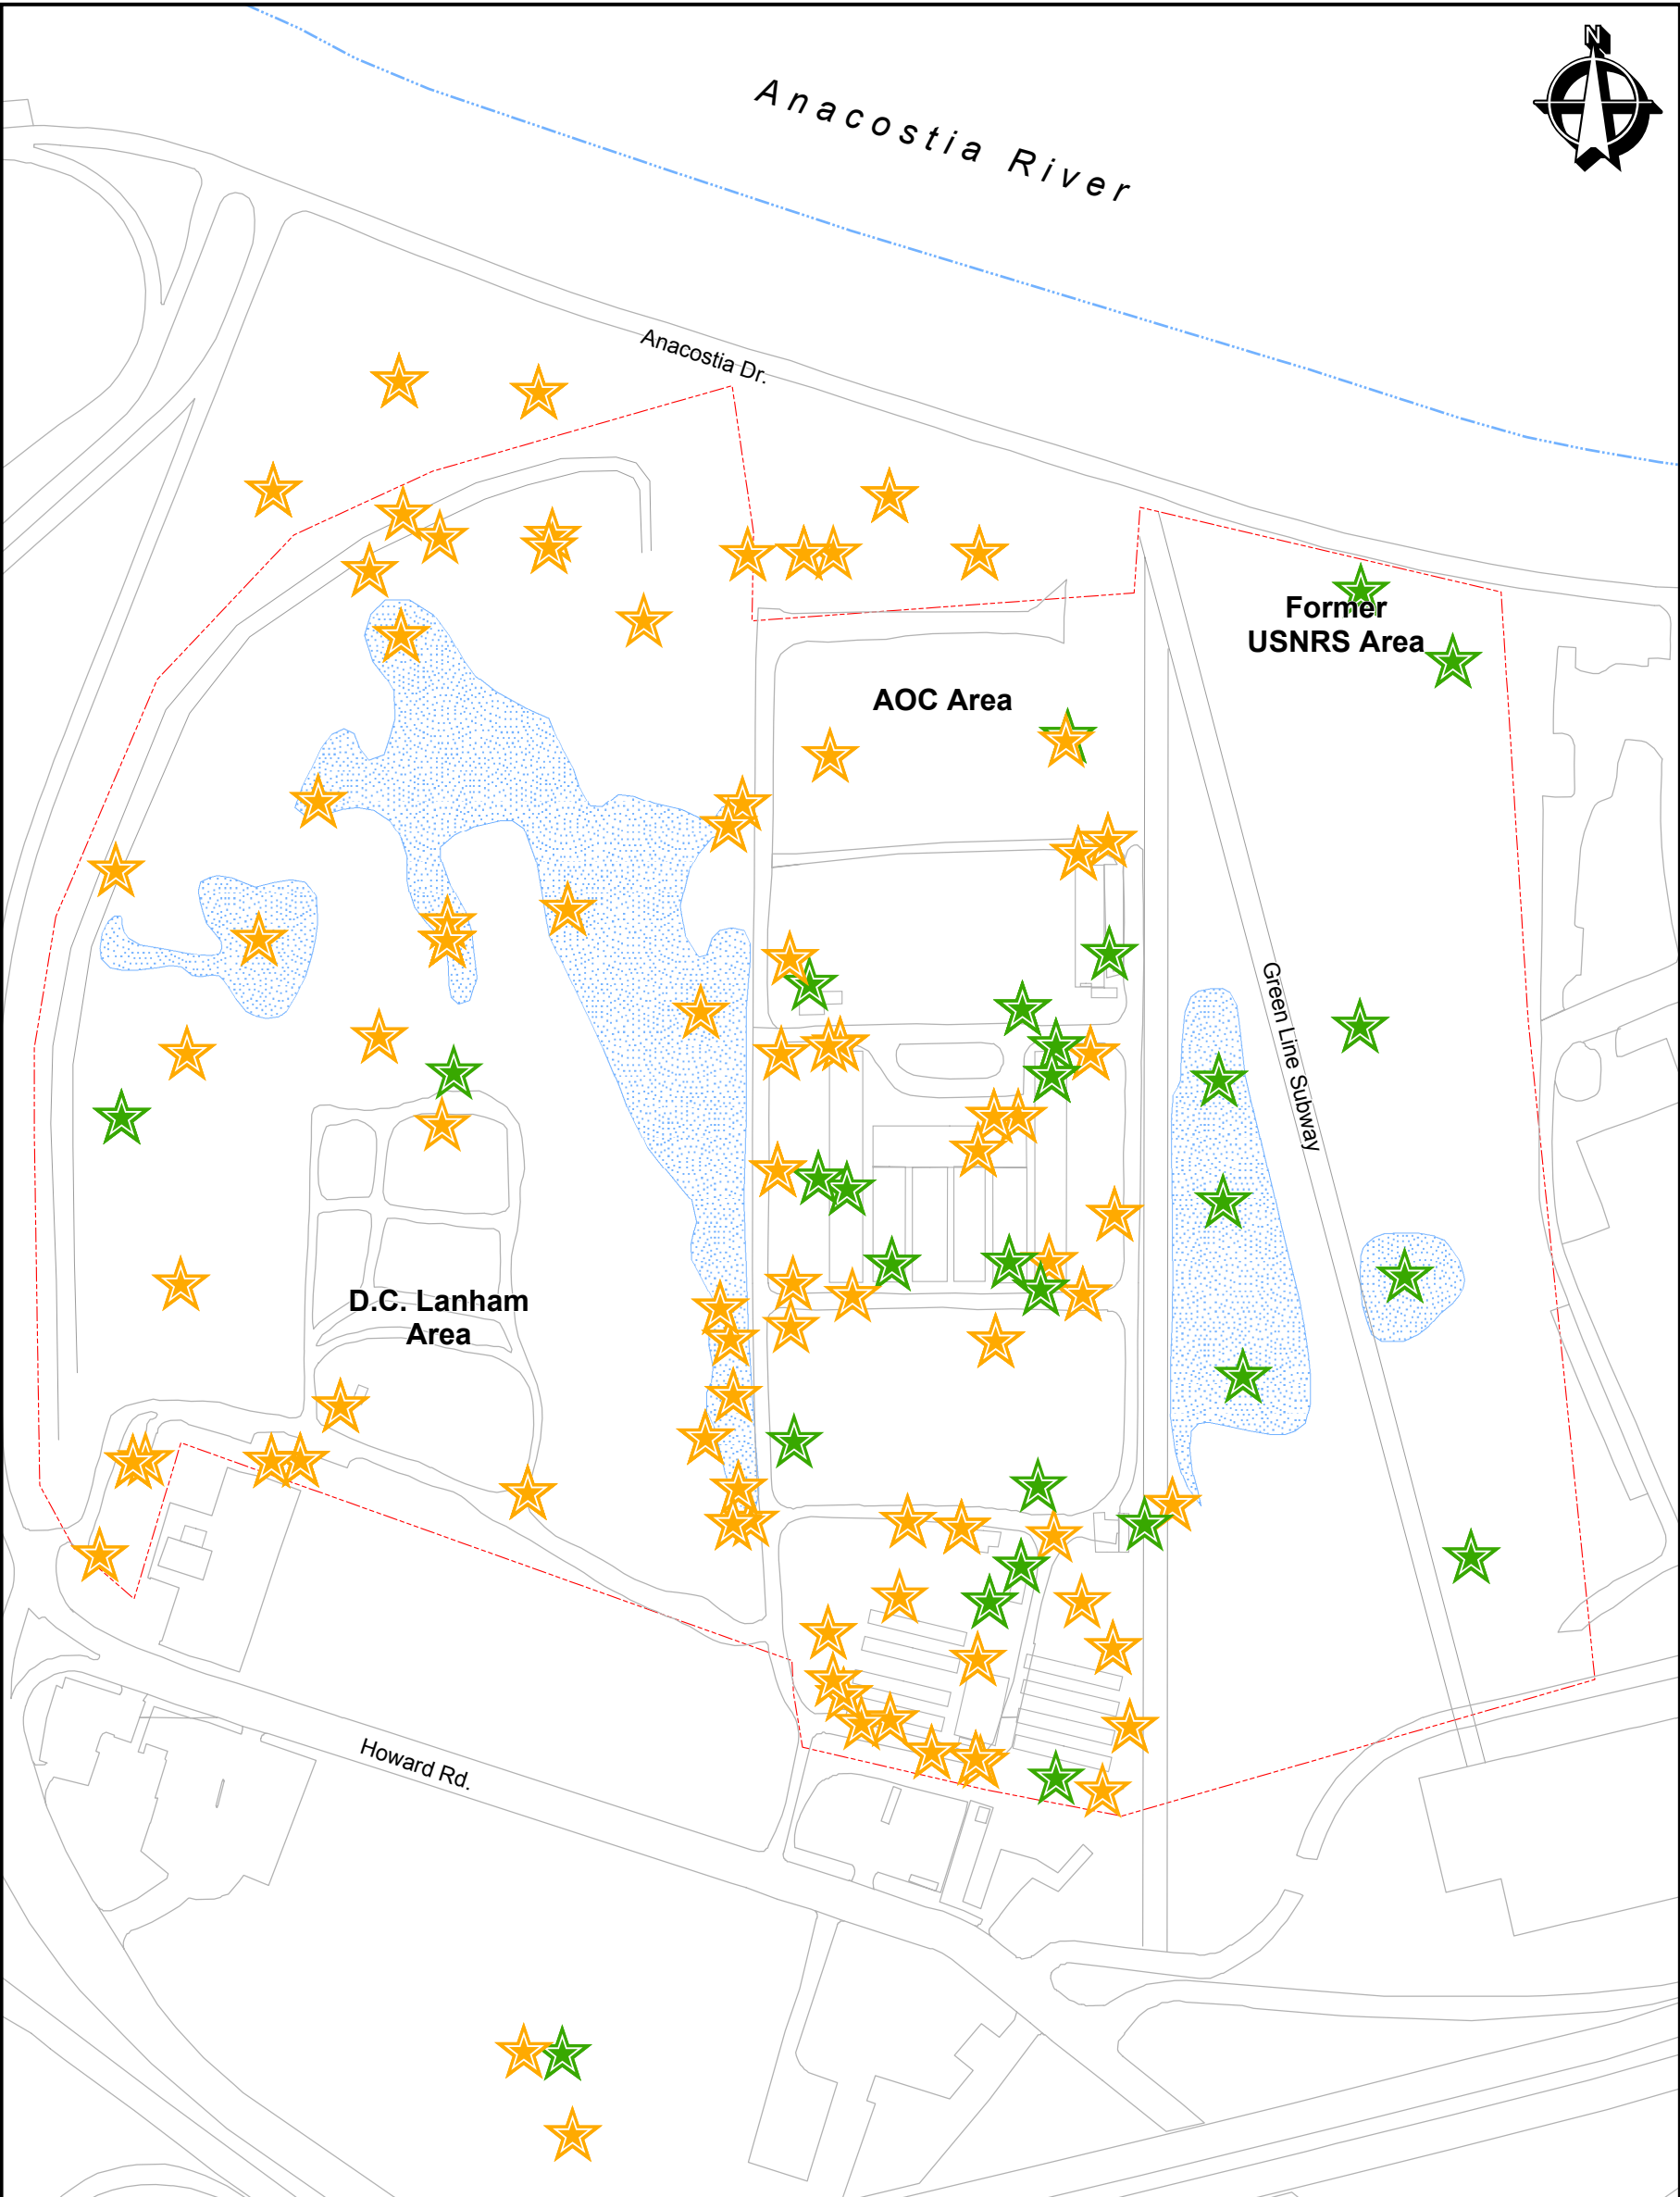 N
Anacostia River
Anacostia Dr.
Former
USNRS Area
AOC Area
Green Line Subway
D.C. Lanham
Area
Howard Rd.